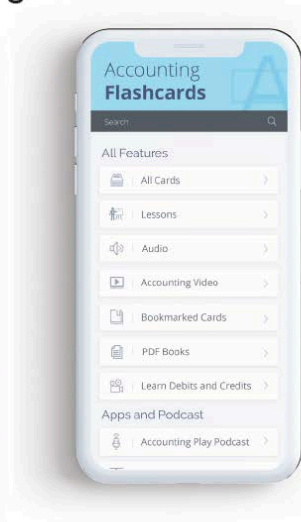 Accounting
Flashcards
Search
All Features
All Cards
Lessons
Audio
Accounting Video
Bookmarked Cards
PDF Books
Learn Debits and Credits
Apps and Podcast
Accounting Play Podcast